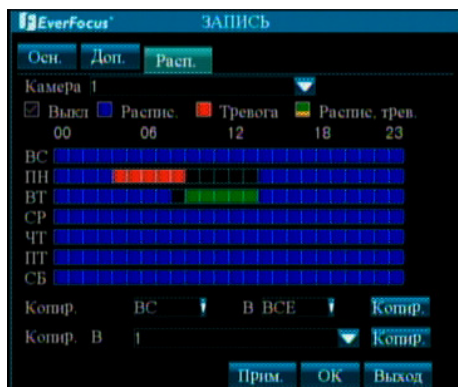 EverFocus ЗАПИСЬ
Осн. Доп. Расп.
Камера 1
Выкл Распис. Тревога Распис. трев.
00 06 12 18 23
ВС
ПН
ВТ
СР
ЧТ
ПТ
СБ
Копир. ВС В ВСЕ Копир.
Копир. В 1 Копир.
Прим. ОК Выход